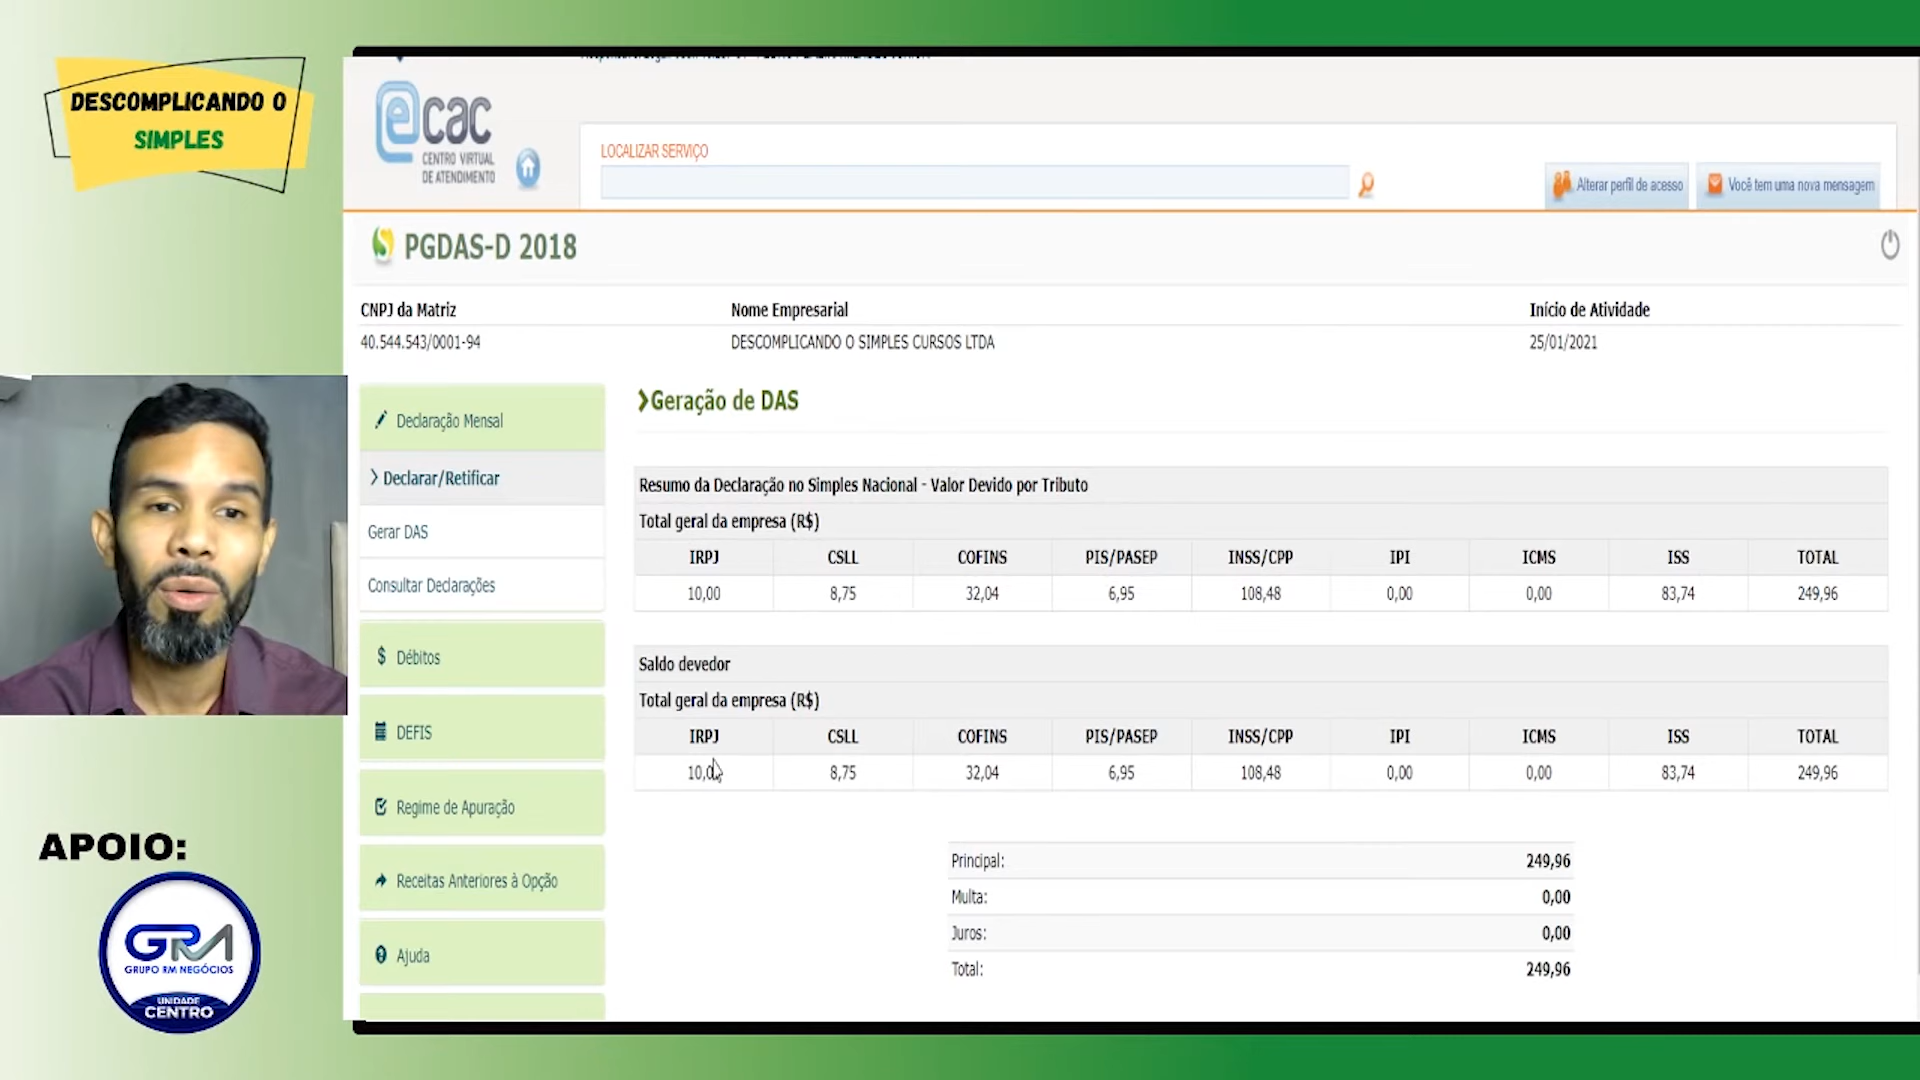 DESCOMPLICANDO O
SIMPLES
ecac
CENTRO VIRTUAL
DE ATENDIMENTO
LOCALIZAR SERVIÇO
Alterar perfil de acesso
Você tem uma nova mensagem
PGDAS-D 2018
CNPJ da Matriz Nome Empresarial Início de Atividade
40.544.543/0001-94 DESCOMPLICANDO O SIMPLES CURSOS LTDA 25/01/2021
Declaração Mensal
Declarar/Retificar
Gerar DAS
Consultar Declarações
Débitos
DEFIS
Regime de Apuração
Receitas Anteriores à Opção
Ajuda
Geração de DAS
Resumo da Declaração no Simples Nacional - Valor Devido por Tributo
Total geral da empresa (R$)
IRPJ CSLL COFINS PIS/PASEP INSS/CPP IPI ICMS ISS TOTAL
10,00 8,75 32,04 6,95 108,48 0,00 0,00 83,74 249,96
Saldo devedor
Total geral da empresa (R$)
IRPJ CSLL COFINS PIS/PASEP INSS/CPP IPI ICMS ISS TOTAL
10,00 8,75 32,04 6,95 108,48 0,00 0,00 83,74 249,96
Principal: 249,96
Multa: 0,00
Juros: 0,00
Total: 249,96
APOIO:
GRM
GRUPO RM NEGÓCIOS
UNIDADE
CENTRO